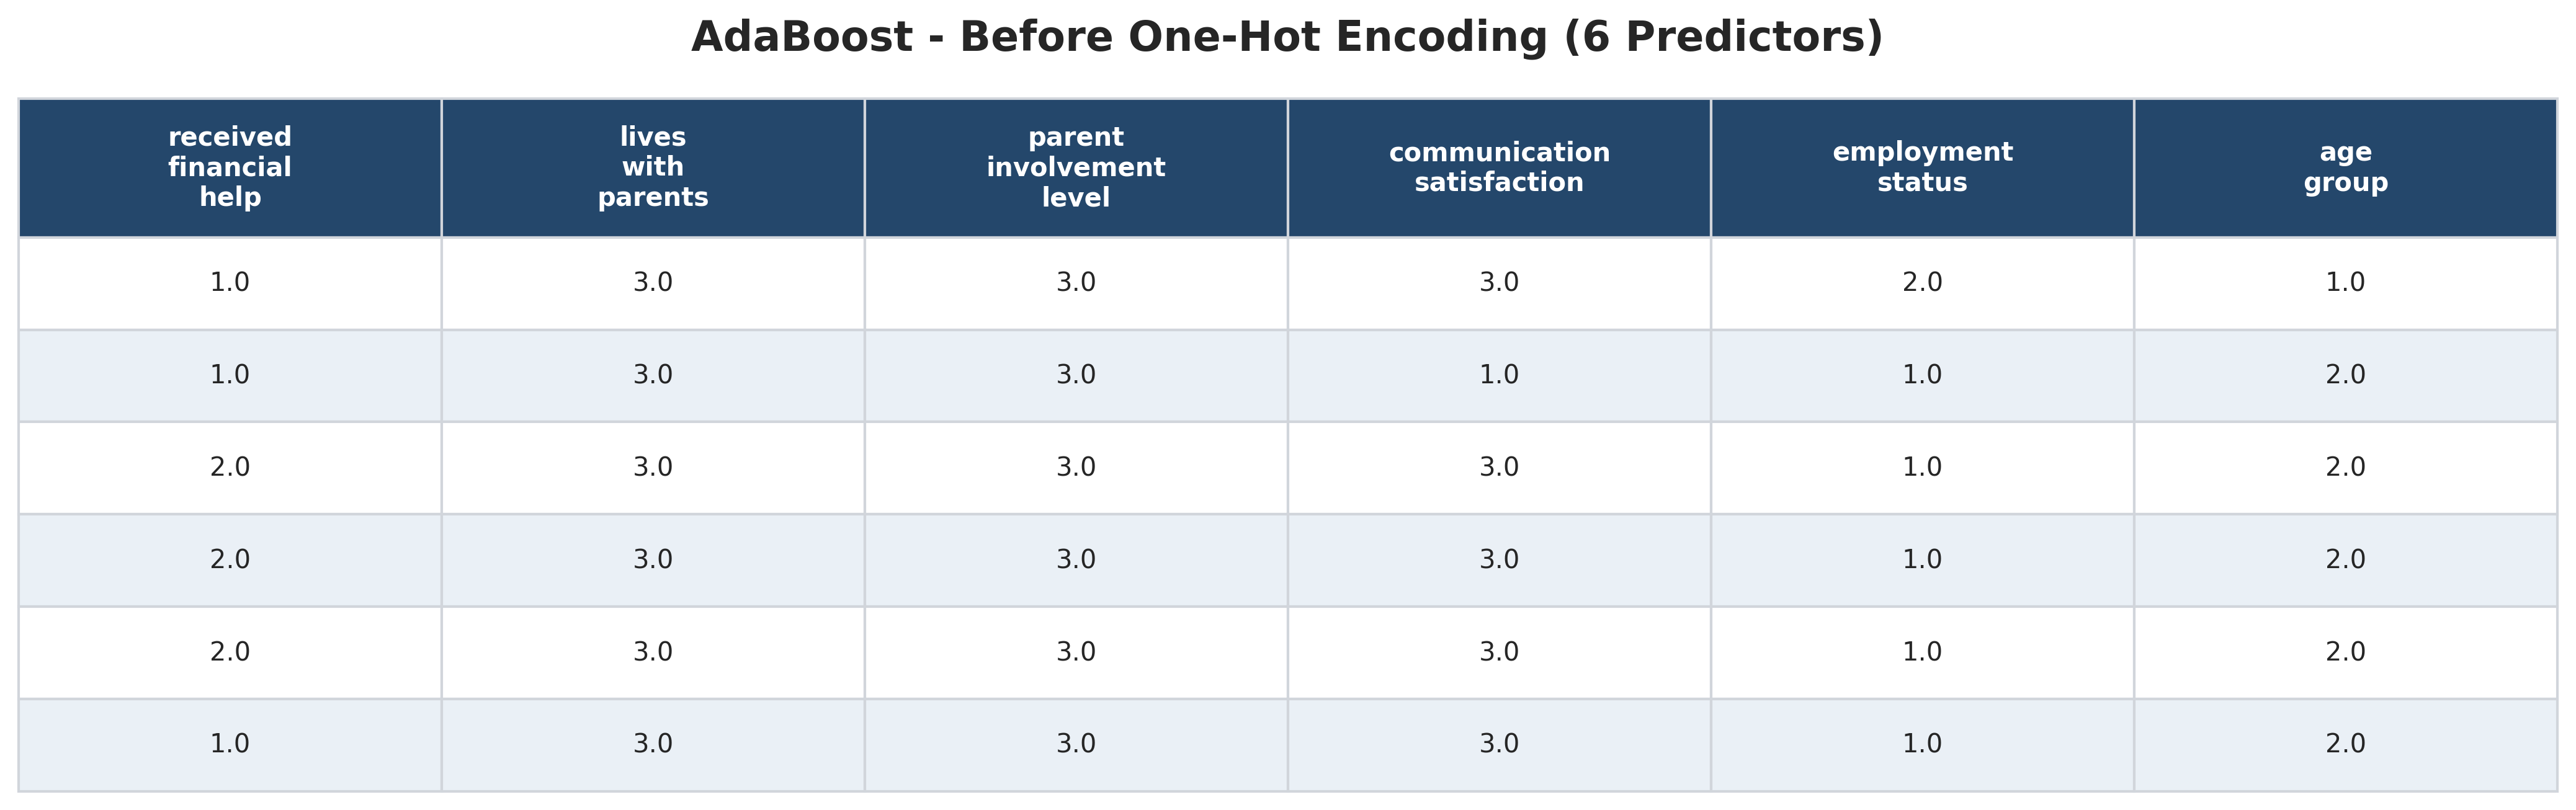 AdaBoost - Before One-Hot Encoding (6 Predictors)
received financial help | lives with parents | parent involvement level | communication satisfaction | employment status | age group
1.0 | 3.0 | 3.0 | 3.0 | 2.0 | 1.0
1.0 | 3.0 | 3.0 | 1.0 | 1.0 | 2.0
2.0 | 3.0 | 3.0 | 3.0 | 1.0 | 2.0
2.0 | 3.0 | 3.0 | 3.0 | 1.0 | 2.0
2.0 | 3.0 | 3.0 | 3.0 | 1.0 | 2.0
1.0 | 3.0 | 3.0 | 3.0 | 1.0 | 2.0